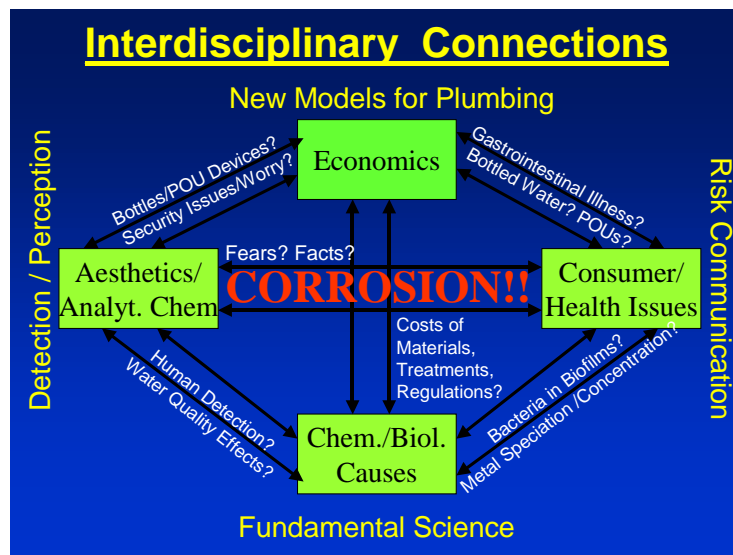 Interdisciplinary Connections
New Models for Plumbing
Detection / Perception
Risk Communication
Bottles/POU Devices?
Security Issues/Worry?
Economics
Gastrointestinal Illness?
Bottled Water? POUs?
Aesthetics/
Analyt. Chem
Fears? Facts?
CORROSION!!
Consumer/
Health Issues
Costs of
Materials,
Treatments,
Regulations?
Human Detection?
Water Quality Effects?
Chem./Biol.
Causes
Bacteria in Biofilms?
Metal Speciation /Concentration?
Fundamental Science